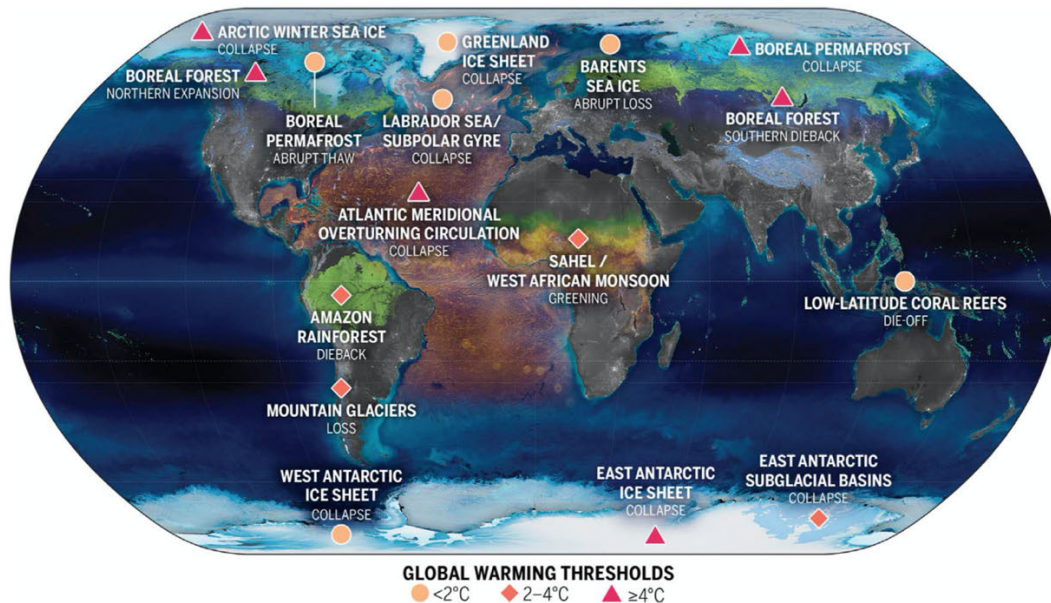 ARCTIC WINTER SEA ICE
COLLAPSE
BOREAL FOREST
NORTHERN EXPANSION
BOREAL
PERMAFROST
ABRUPT THAW
GREENLAND
ICE SHEET
COLLAPSE
LABRADOR SEA/
SUBPOLAR GYRE
COLLAPSE
BARENTS
SEA ICE
ABRUPT LOSS
BOREAL PERMAFROST
COLLAPSE
BOREAL FOREST
SOUTHERN DIEBACK
ATLANTIC MERIDIONAL
OVERTURNING CIRCULATION
COLLAPSE
SAHEL /
WEST AFRICAN MONSOON
GREENING
AMAZON
RAINFOREST
DIEBACK
LOW-LATITUDE CORAL REEFS
DIE-OFF
MOUNTAIN GLACIERS
LOSS
WEST ANTARCTIC
ICE SHEET
COLLAPSE
EAST ANTARCTIC
ICE SHEET
COLLAPSE
EAST ANTARCTIC
SUBGLACIAL BASINS
COLLAPSE
GLOBAL WARMING THRESHOLDS
<2°C 2–4°C ≥4°C